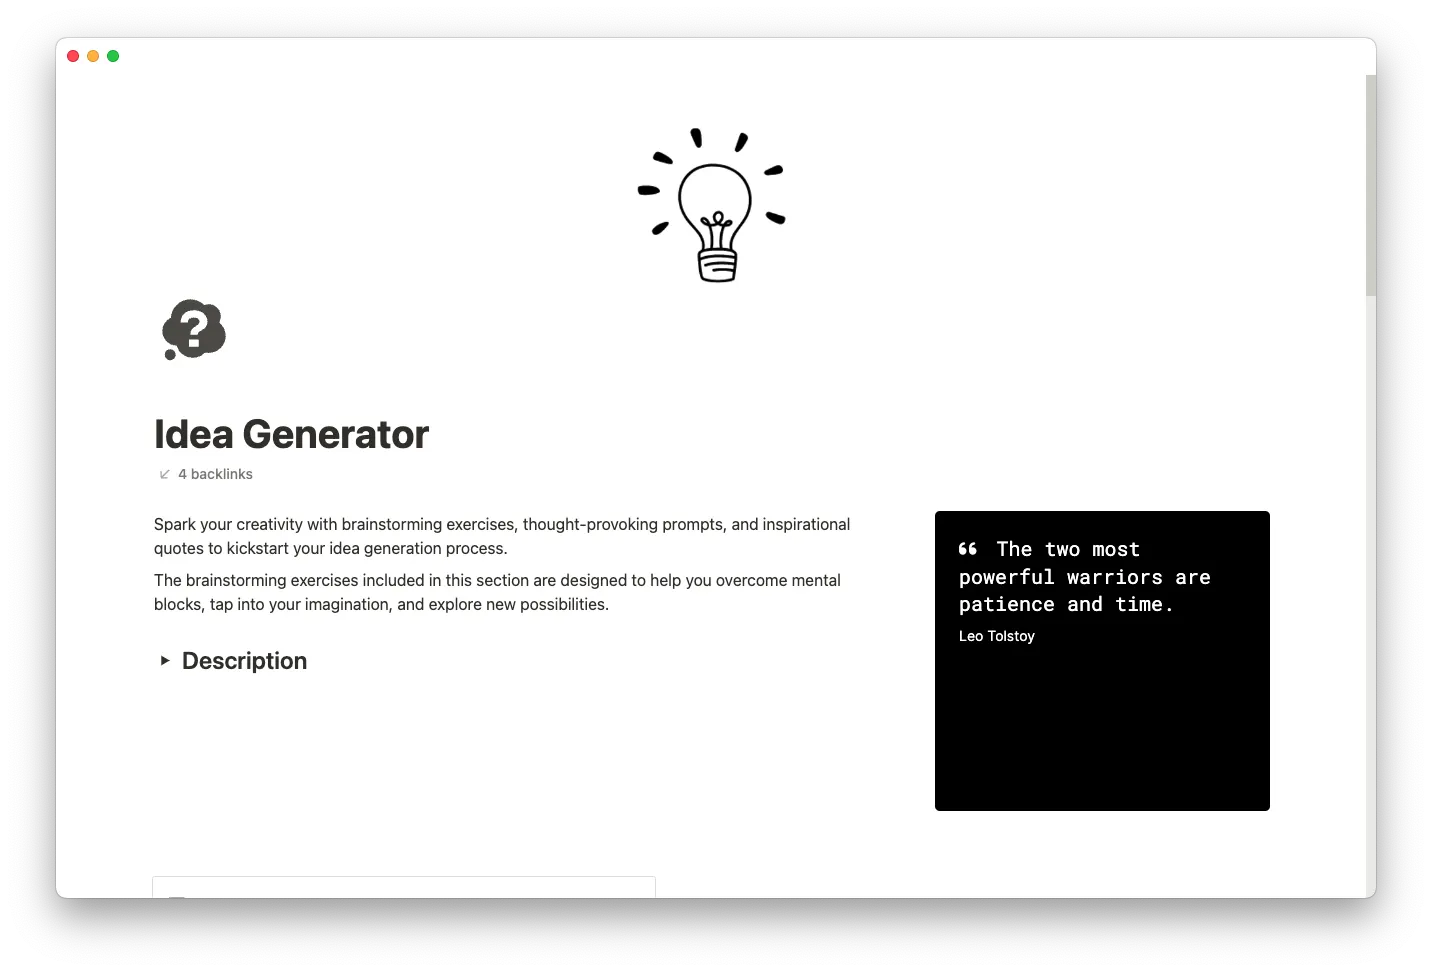 Idea Generator
4 backlinks
Spark your creativity with brainstorming exercises, thought-provoking prompts, and inspirational
quotes to kickstart your idea generation process.
The brainstorming exercises included in this section are designed to help you overcome mental
blocks, tap into your imagination, and explore new possibilities.
Description
“ The two most
powerful warriors are
patience and time.
Leo Tolstoy